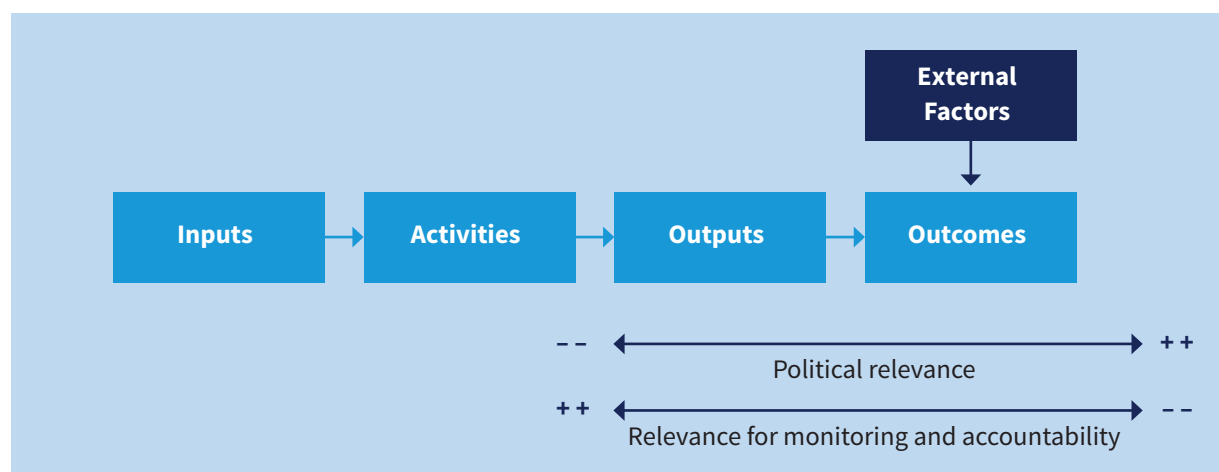 External
Factors
Inputs
Activities
Outputs
Outcomes
– –
+ +
Political relevance
+ +
– –
Relevance for monitoring and accountability